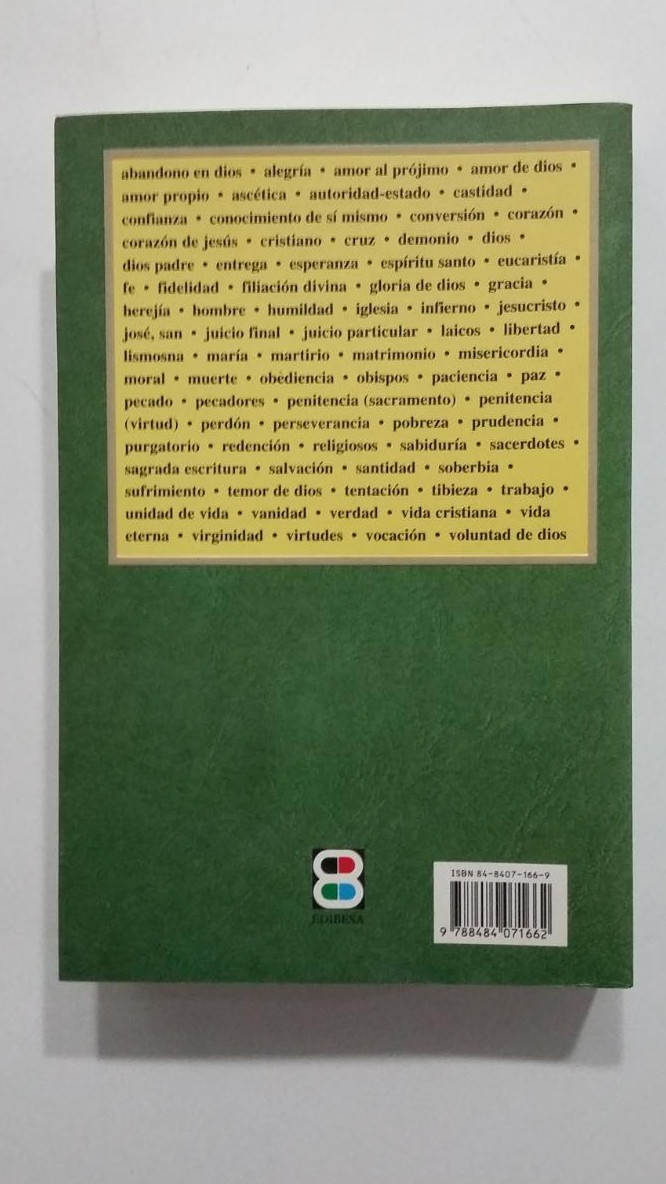 abandono en dios • alegría • amor al prójimo • amor de dios •
amor propio • ascética • autoridad-estado • castidad •
confianza • conocimiento de sí mismo • conversión • corazón •
corazón de jesús • cristiano • cruz • demonio • dios •
dios padre • entrega • esperanza • espíritu santo • eucaristía •
fe • fidelidad • filiación divina • gloria de dios • gracia •
herejía • hombre • humildad • iglesia • infierno • jesucristo •
josé, san • juicio final • juicio particular • laicos • libertad •
lismosna • maría • martirio • matrimonio • misericordia •
moral • muerte • obediencia • obispos • paciencia • paz •
pecado • pecadores • penitencia (sacramento) • penitencia
(virtud) • perdón • perseverancia • pobreza • prudencia •
purgatorio • redención • religiosos • sabiduría • sacerdotes •
sagrada escritura • salvación • santidad • soberbia •
sufrimiento • temor de dios • tentación • tibieza • trabajo •
unidad de vida • vanidad • verdad • vida cristiana • vida
eterna • virginidad • virtudes • vocación • voluntad de dios
EDIBESA
ISBN 84-8407-166-9
9 788484 071662